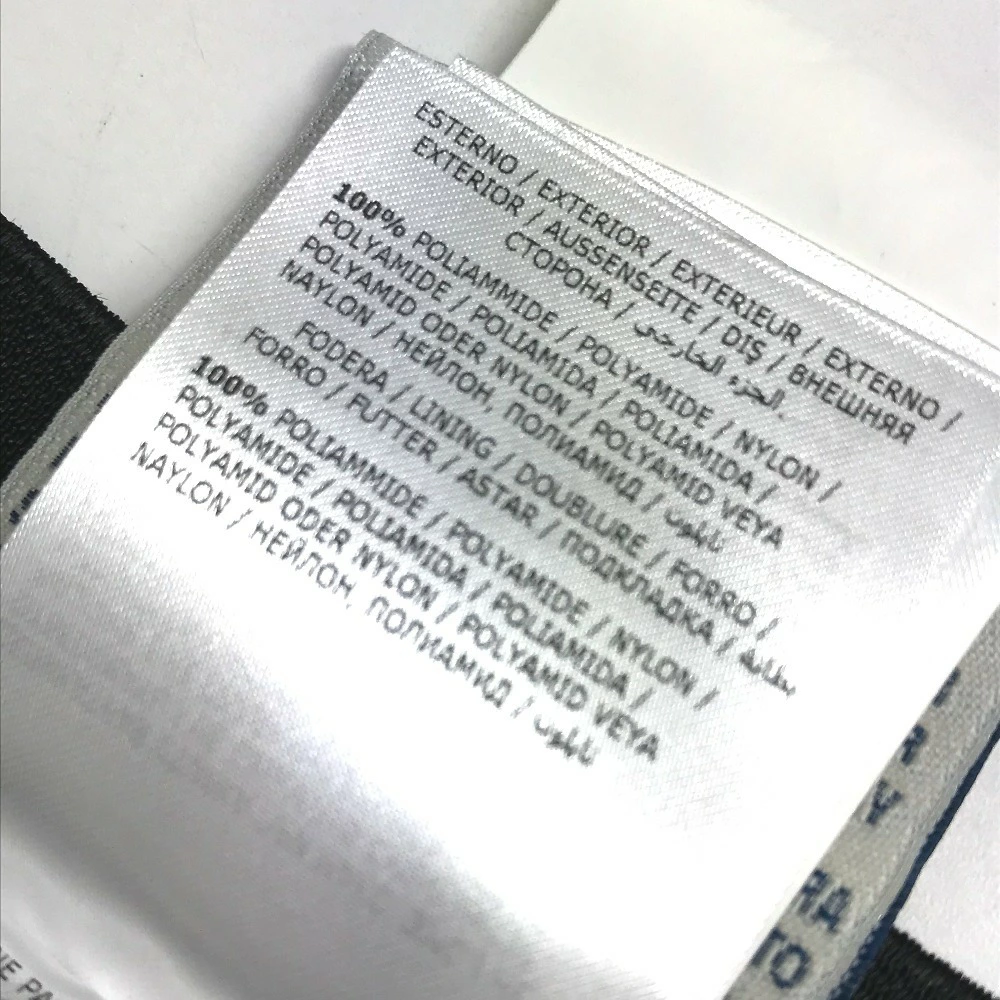 ESTERNO / EXTERIOR / EXTERIEUR / EXTERNO /
EXTERIOR / AUSSENSEITE / DIŞ / ВНЕШНЯЯ
СТОРОНА / الجزء الخارجي.
100% POLIAMMIDE / POLYAMIDE / NYLON /
POLYAMIDE / POLIAMIDA / POLIAMIDA /
POLYAMID ODER NYLON / POLYAMID VEYA
NAYLON / НЕЙЛОН, ПОЛИАМИД / نايلون
FODERA / LINING / DOUBLURE / FORRO /
FORRO / FUTTER / ASTAR / ПОДКЛАДКА / بطانة
100% POLIAMMIDE / POLYAMIDE / NYLON /
POLYAMIDE / POLIAMIDA / POLIAMIDA /
POLYAMID ODER NYLON / POLYAMID VEYA
NAYLON / НЕЙЛОН, ПОЛИАМИД / نايلون